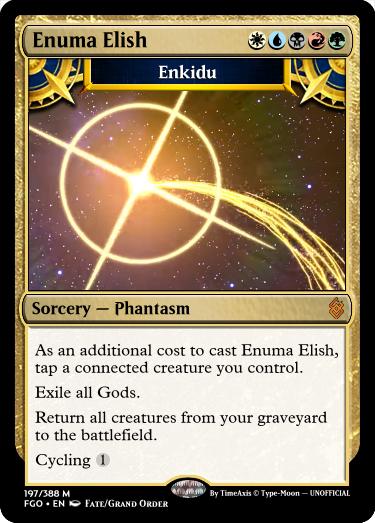 Enuma Elish
Enkidu
Sorcery — Phantasm
As an additional cost to cast Enuma Elish,
tap a connected creature you control.
Exile all Gods.
Return all creatures from your graveyard
to the battlefield.
Cycling 1
197/388 M
FGO • EN Fate/Grand Order
By TimeAxis © Type-Moon — UNOFFICIAL